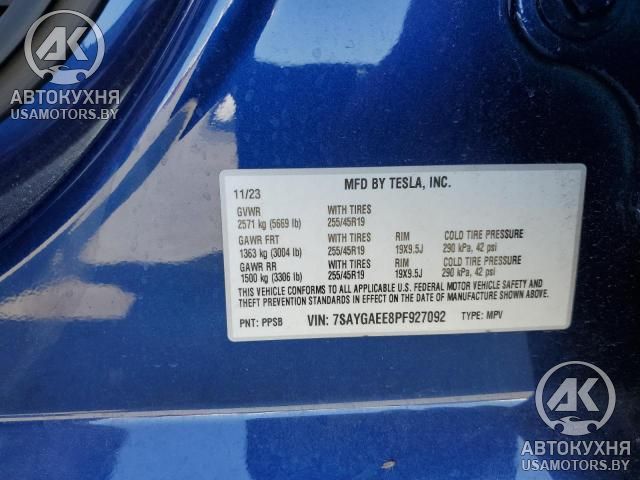 AK
АВТОКУХНЯ
USAMOTORS.BY
MFD BY TESLA, INC.
11/23
GVWR WITH TIRES
2571 kg (5669 lb) 255/45R19
GAWR FRT WITH TIRES RIM COLD TIRE PRESSURE
1363 kg (3004 lb) 255/45R19 19X9.5J 290 kPa, 42 psi
GAWR RR WITH TIRES RIM COLD TIRE PRESSURE
1500 kg (3306 lb) 255/45R19 19X9.5J 290 kPa, 42 psi
THIS VEHICLE CONFORMS TO ALL APPLICABLE U.S. FEDERAL MOTOR VEHICLE SAFETY AND
THEFT PREVENTION STANDARDS IN EFFECT ON THE DATE OF MANUFACTURE SHOWN ABOVE.
PNT: PPSB VIN: 7SAYGAEE8PF927092 TYPE: MPV
AK
АВТОКУХНЯ
USAMOTORS.BY